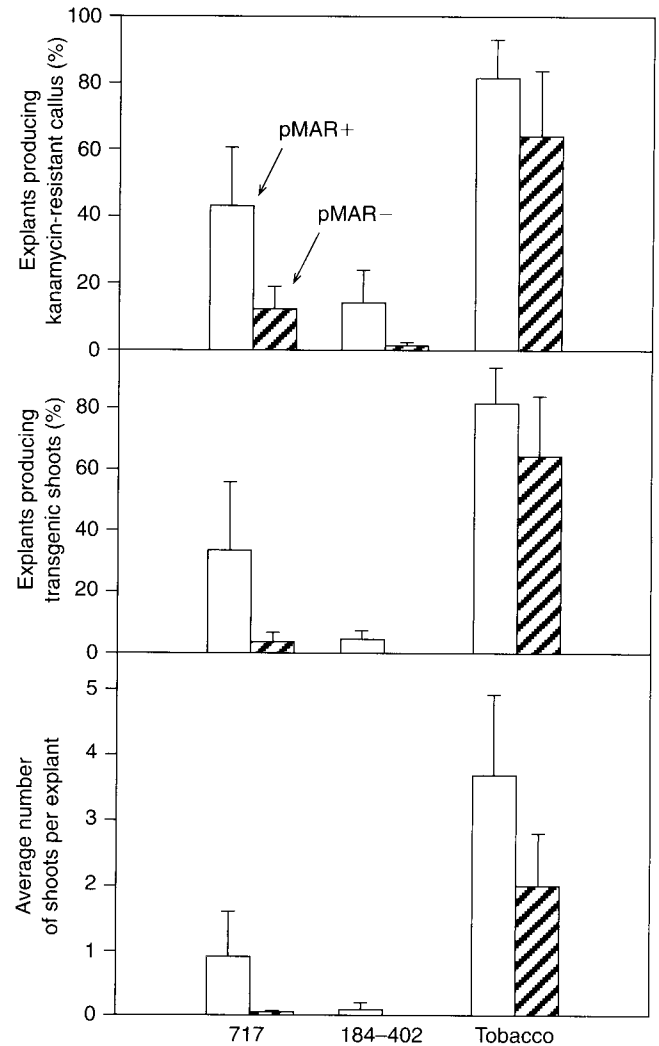 Explants producing
kanamycin-resistant callus (%)
100
80
60
40
20
0
pMAR+
pMAR−
Explants producing
transgenic shoots (%)
80
60
40
20
0
Average number
of shoots per explant
5
4
3
2
1
0
717
184–402
Tobacco